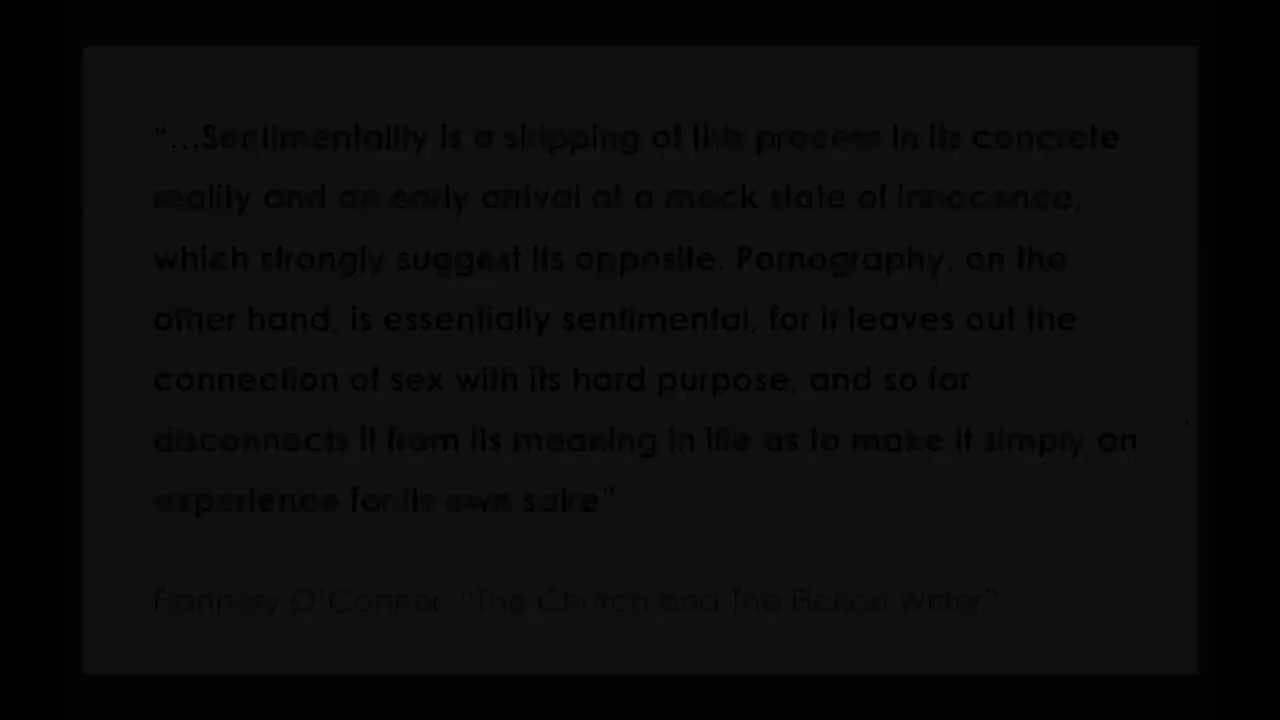 “...Sentimentality is a skipping of this process in its concrete
reality and an early arrival at a mock state of innocence,
which strongly suggest its opposite. Pornography, on the
other hand, is essentially sentimental, for it leaves out the
connection of sex with its hard purpose, and so far
disconnects it from its meaning in life as to make it simply an
experience for its own sake”
Flannery O’Connor, “The Church and The Fiction Writer”